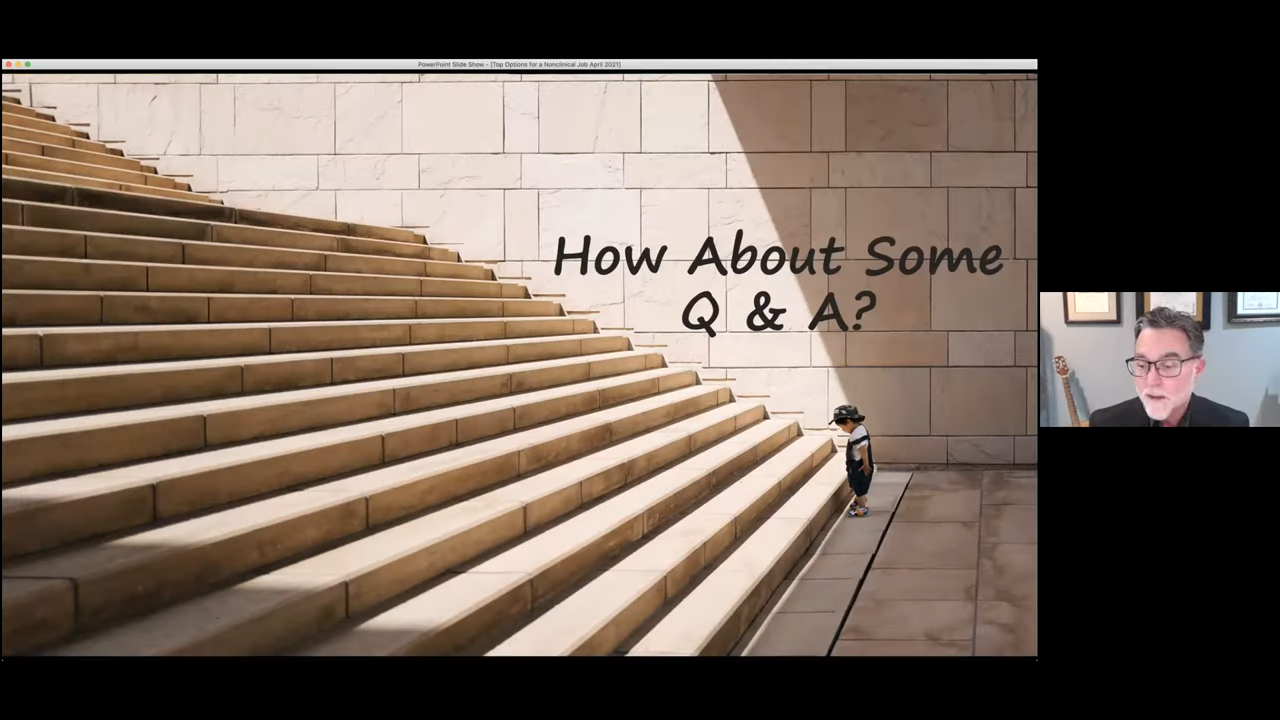 PowerPoint Slide Show - [Top Options for a Nonclinical Job April 2021]
How About Some
Q & A?